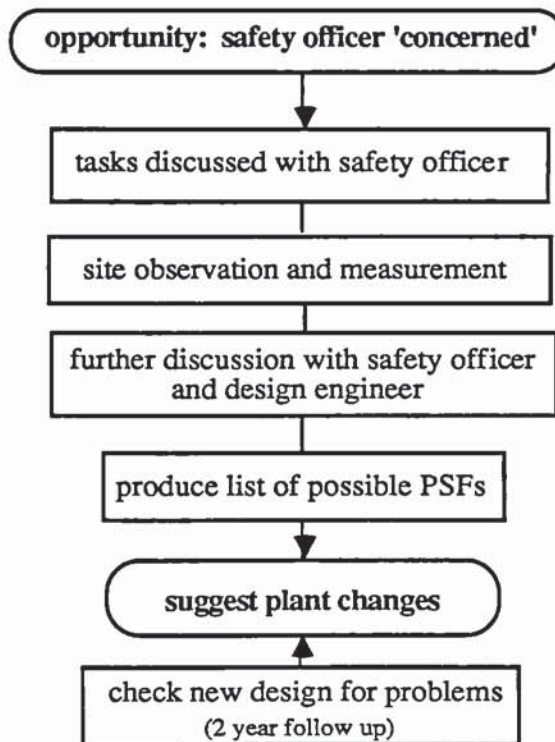 opportunity: safety officer 'concerned'
tasks discussed with safety officer
site observation and measurement
further discussion with safety officer
and design engineer
produce list of possible PSFs
suggest plant changes
check new design for problems
(2 year follow up)